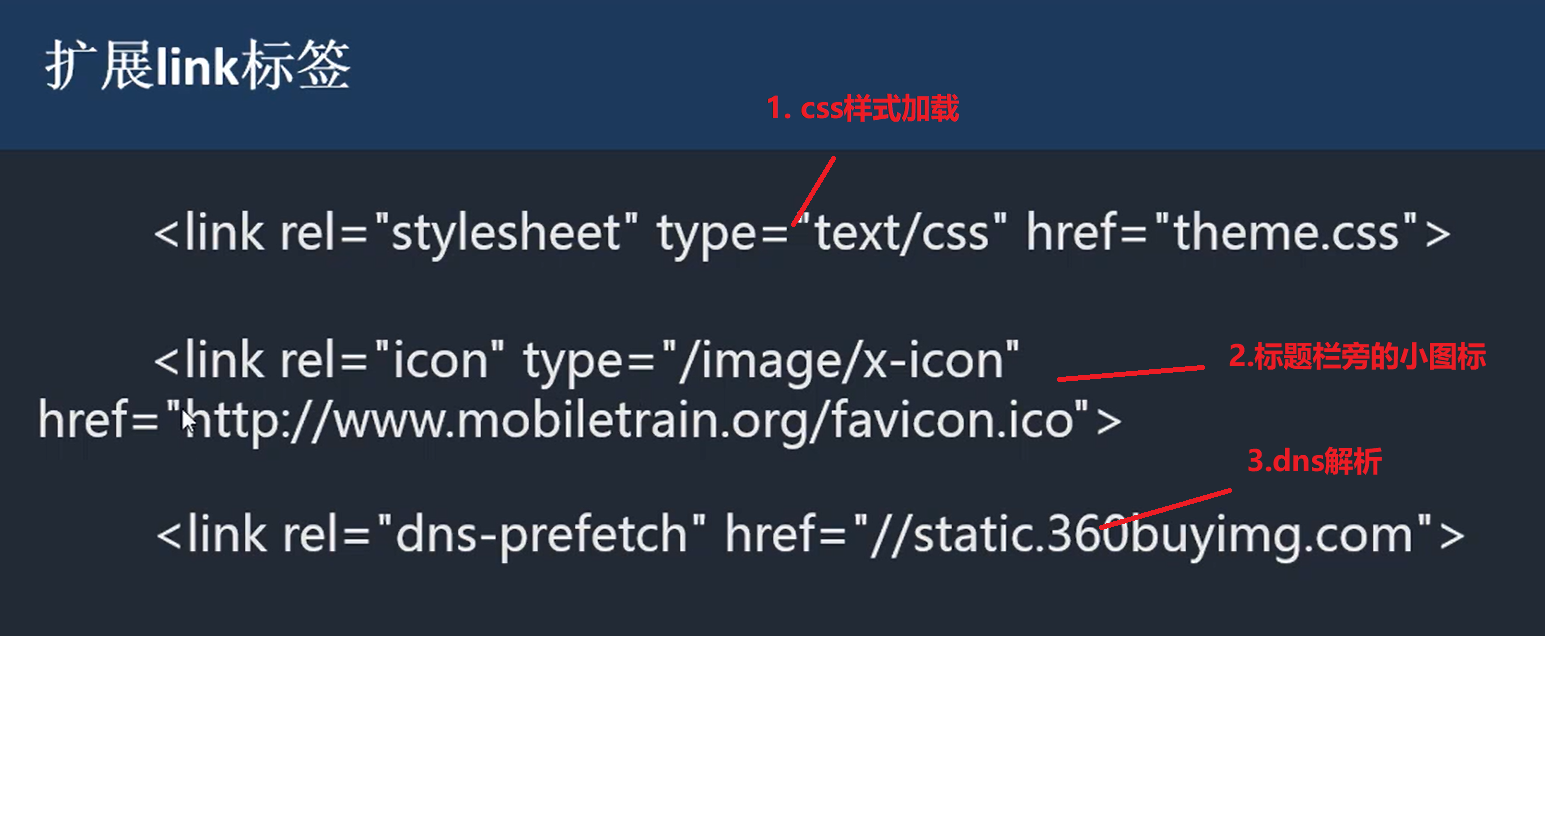 扩展link标签
1. css样式加载
<link rel="stylesheet" type="text/css" href="theme.css">
<link rel="icon" type="/image/x-icon"
2.标题栏旁的小图标
href="http://www.mobiletrain.org/favicon.ico">
3.dns解析
<link rel="dns-prefetch" href="//static.360buyimg.com">